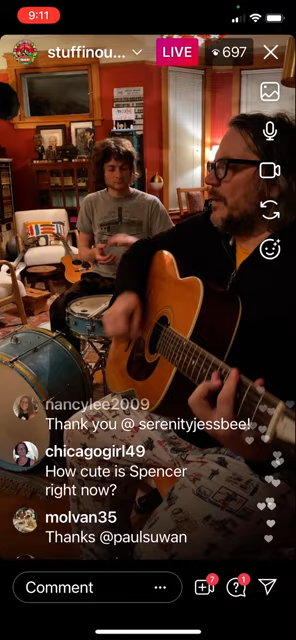 9:11
stuffinou...
LIVE
697
nancylee2009
Thank you @ serenityjessbee!
chicagogirl49
How cute is Spencer
right now?
molvan35
Thanks @paulsuwan
Comment
...
7
1